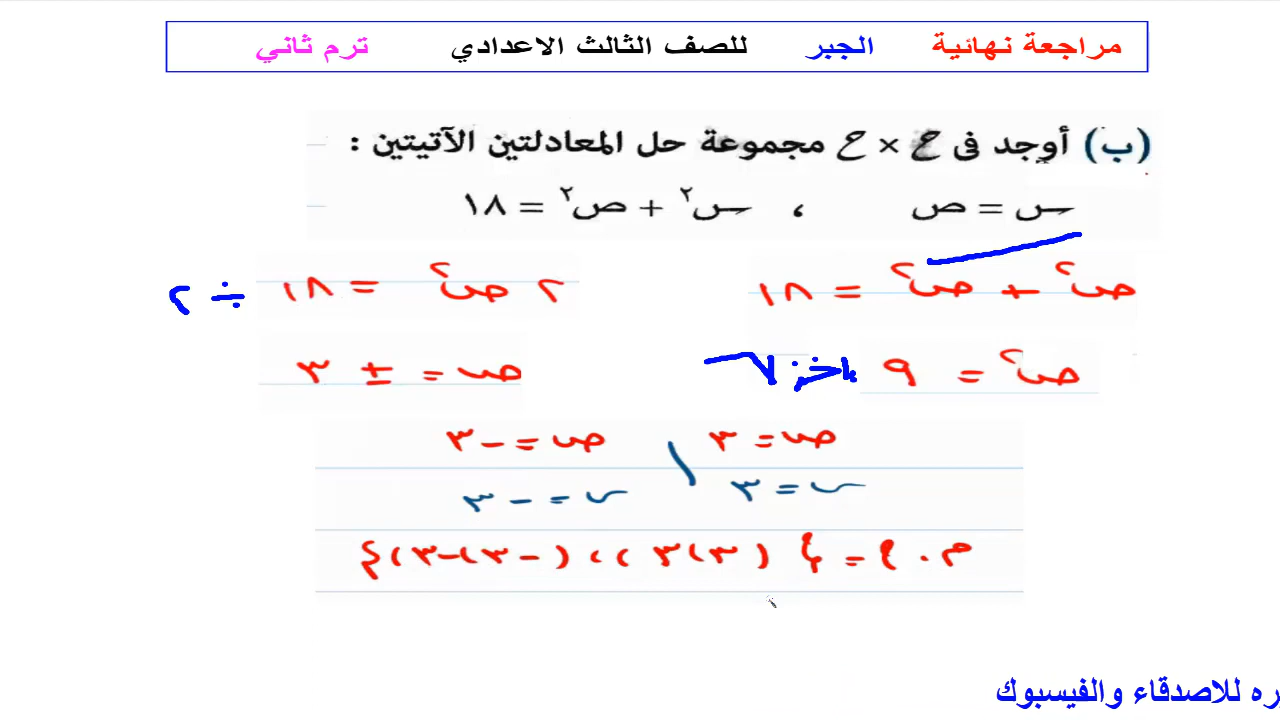 مراجعة نهائية الجبر للصف الثالث الاعدادي ترم ثاني
(ب) أوجد فى ح × ح مجموعة حل المعادلتين الآتيتين :
س = ص ، س٢ + ص٢ = ١٨
ص٢ + ص٢ = ١٨ ٢ ص٢ = ١٨ ÷ ٢
ص٢ = ٩ ص = ± ٣
ص = ٣ ص = -٣
س = ٣ س = -٣
م . ح = { (٣ ، ٣) ، (-٣ ، -٣) }
ره للاصدقاء والفيسبوك